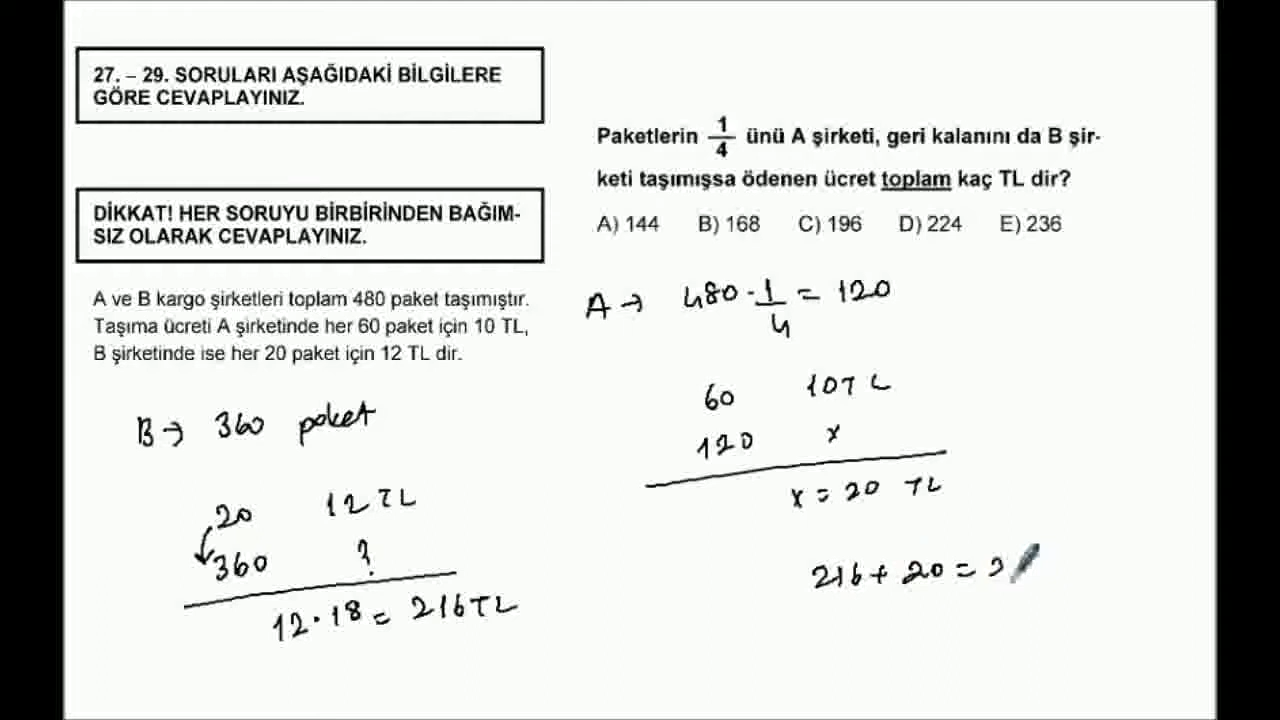 27. – 29. SORULARI AŞAĞIDAKİ BİLGİLERE
GÖRE CEVAPLAYINIZ.
DİKKAT! HER SORUYU BİRBİRİNDEN BAĞIM-
SIZ OLARAK CEVAPLAYINIZ.
A ve B kargo şirketleri toplam 480 paket taşımıştır.
Taşıma ücreti A şirketinde her 60 paket için 10 TL,
B şirketinde ise her 20 paket için 12 TL dir.
B → 360 paket
20 12 TL
360 ?
12 · 18 = 216 TL
Paketlerin 1/4 ünü A şirketi, geri kalanını da B şir-
keti taşımışsa ödenen ücret toplam kaç TL dir?
A) 144 B) 168 C) 196 D) 224 E) 236
A → 480 · 1/4 = 120
60 10 TL
120 x
x = 20 TL
216 + 20 = 2